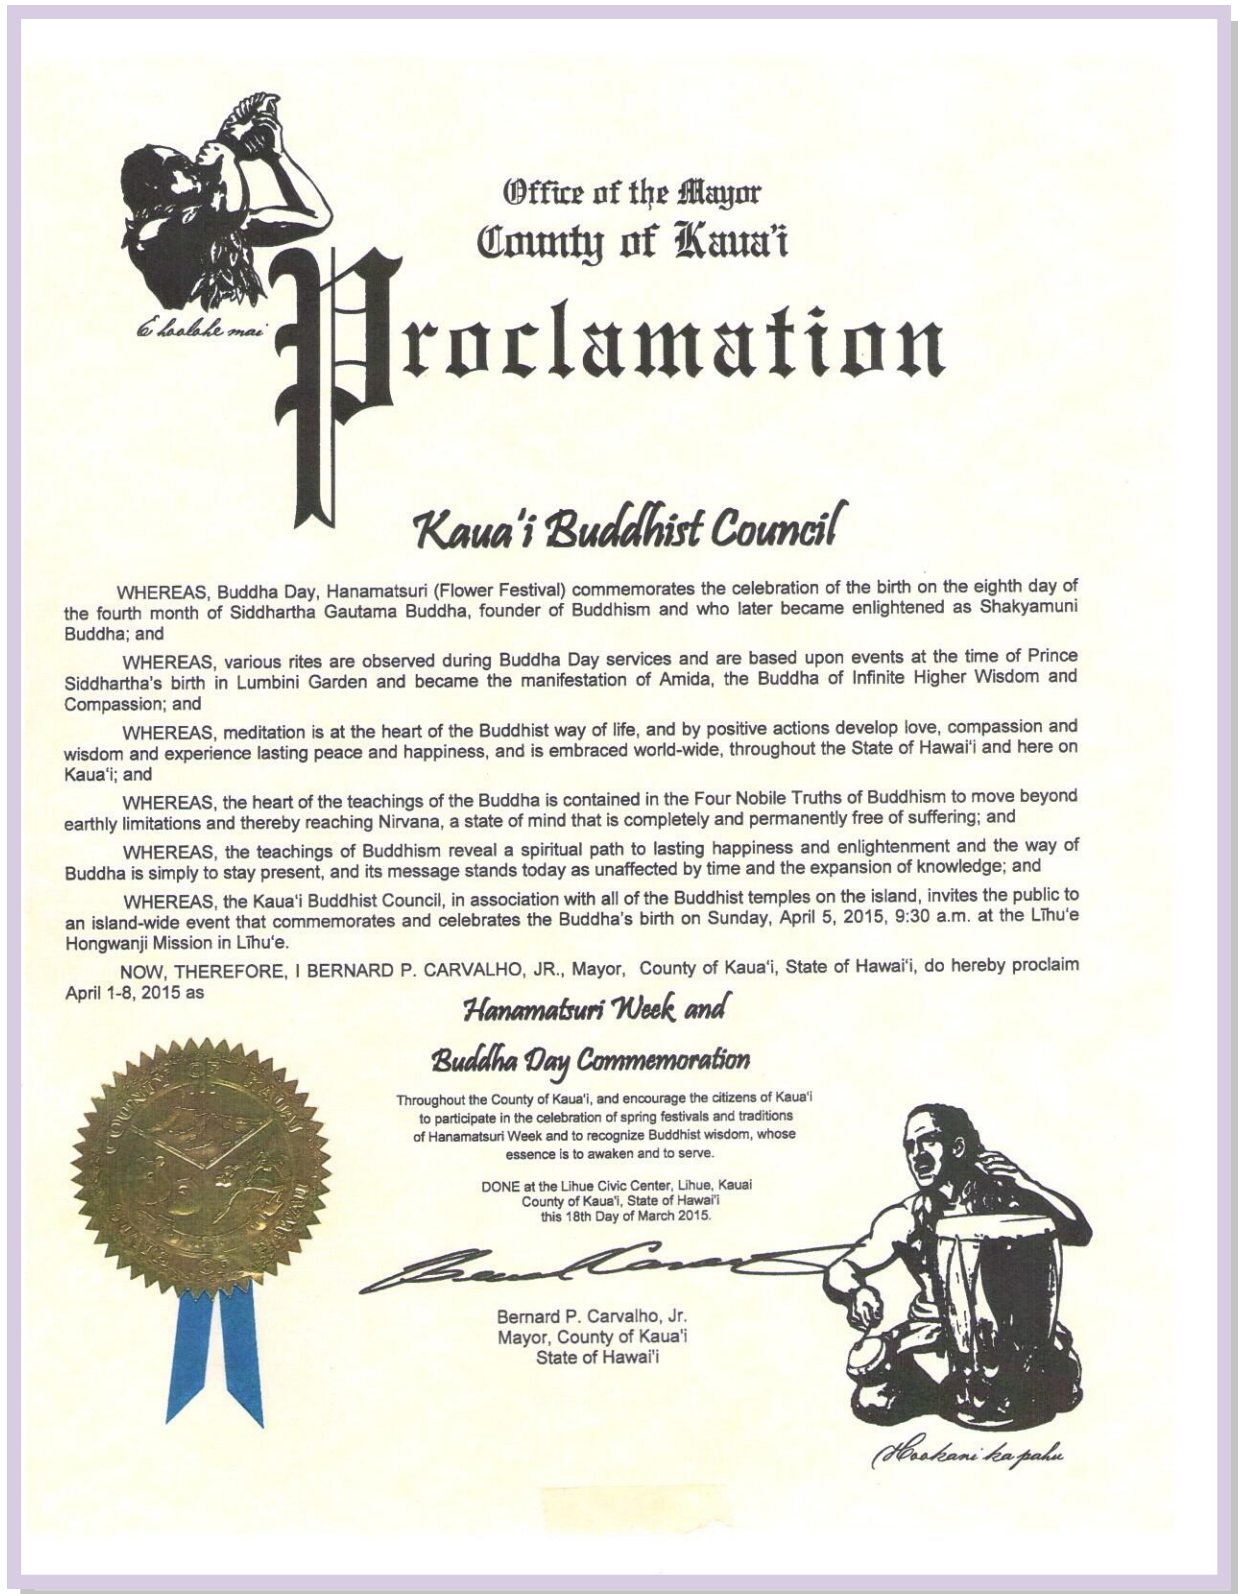 Office of the Mayor
County of Kaua'i
Proclamation
E hoolohe mai
Kaua'i Buddhist Council
WHEREAS, Buddha Day, Hanamatsuri (Flower Festival) commemorates the celebration of the birth on the eighth day of
the fourth month of Siddhartha Gautama Buddha, founder of Buddhism and who later became enlightened as Shakyamuni
Buddha; and
WHEREAS, various rites are observed during Buddha Day services and are based upon events at the time of Prince
Siddhartha's birth in Lumbini Garden and became the manifestation of Amida, the Buddha of Infinite Higher Wisdom and
Compassion; and
WHEREAS, meditation is at the heart of the Buddhist way of life, and by positive actions develop love, compassion and
wisdom and experience lasting peace and happiness, and is embraced world-wide, throughout the State of Hawai'i and here on
Kaua'i; and
WHEREAS, the heart of the teachings of the Buddha is contained in the Four Nobile Truths of Buddhism to move beyond
earthly limitations and thereby reaching Nirvana, a state of mind that is completely and permanently free of suffering; and
WHEREAS, the teachings of Buddhism reveal a spiritual path to lasting happiness and enlightenment and the way of
Buddha is simply to stay present, and its message stands today as unaffected by time and the expansion of knowledge; and
WHEREAS, the Kaua'i Buddhist Council, in association with all of the Buddhist temples on the island, invites the public to
an island-wide event that commemorates and celebrates the Buddha's birth on Sunday, April 5, 2015, 9:30 a.m. at the Līhu'e
Hongwanji Mission in Līhu'e.
NOW, THEREFORE, I BERNARD P. CARVALHO, JR., Mayor, County of Kaua'i, State of Hawai'i, do hereby proclaim
April 1-8, 2015 as
Hanamatsuri Week and
Buddha Day Commemoration
Throughout the County of Kaua'i, and encourage the citizens of Kaua'i
to participate in the celebration of spring festivals and traditions
of Hanamatsuri Week and to recognize Buddhist wisdom, whose
essence is to awaken and to serve.
DONE at the Lihue Civic Center, Lihue, Kauai
County of Kaua'i, State of Hawai'i
this 18th Day of March 2015.
Bernard P. Carvalho, Jr.
Mayor, County of Kaua'i
State of Hawai'i
COUNTY OF KAUAI
STATE OF HAWAII
Hookani ka pahu